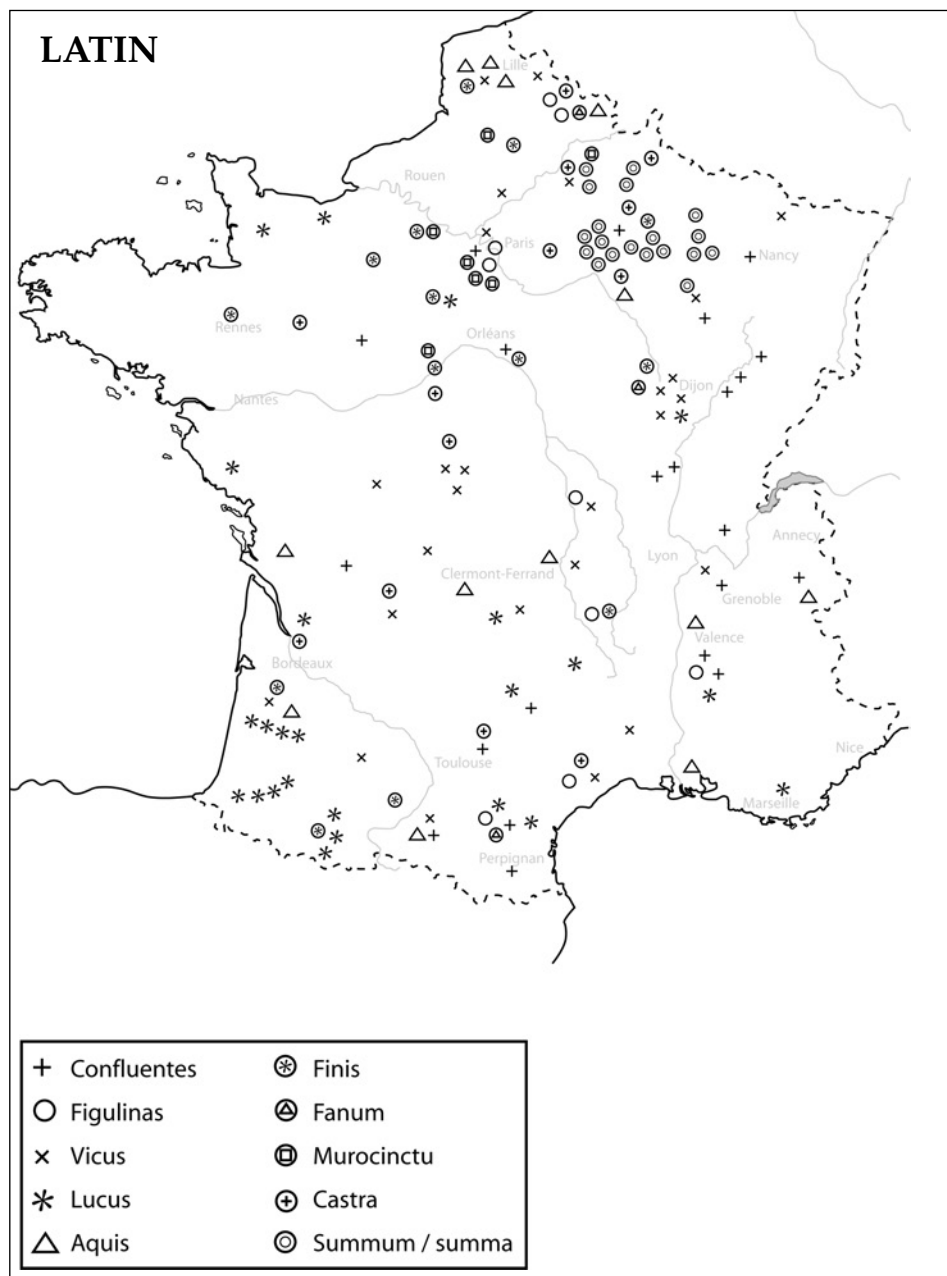 LATIN
Lille
Rouen
Paris
Nancy
Rennes
Orléans
Nantes
Dijon
Annecy
Lyon
Clermont-Ferrand
Grenoble
Valence
Bordeaux
Toulouse
Nice
Marseille
Perpignan
Confluentes
Finis
Figulinas
Fanum
Vicus
Murocinctu
Lucus
Castra
Aquis
Summum / summa